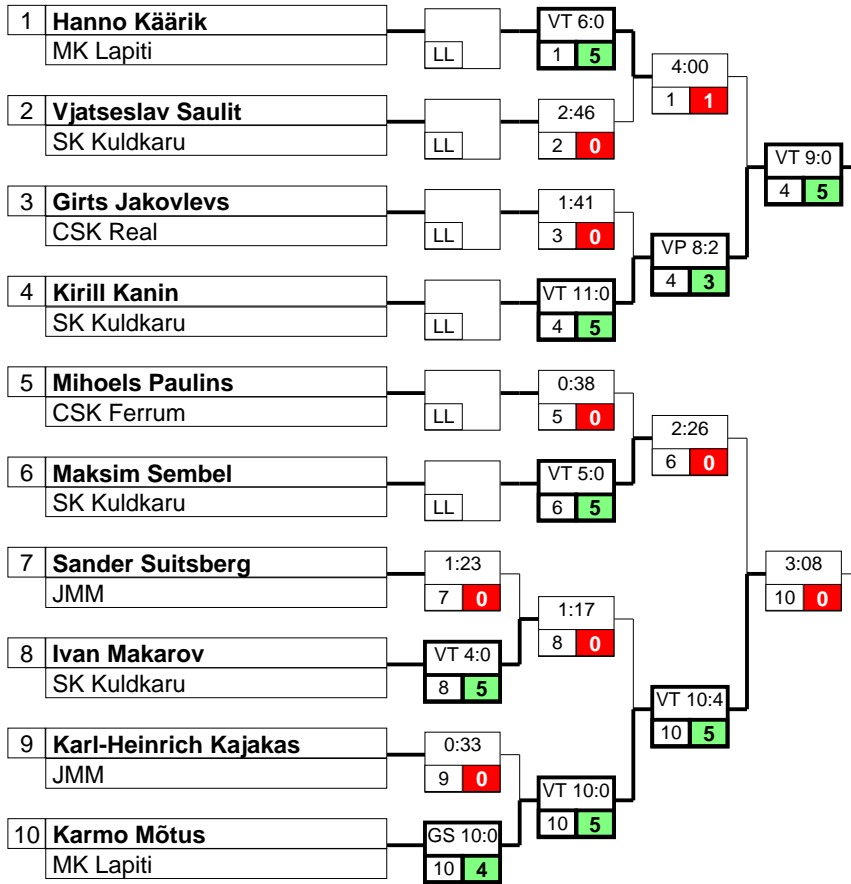 1 Hanno Käärik
MK Lapiti
LL
VT 6:0
1 5
4:00
1 1
2 Vjatseslav Saulit
SK Kuldkaru
LL
2:46
2 0
VT 9:0
4 5
3 Girts Jakovlevs
CSK Real
LL
1:41
3 0
VP 8:2
4 3
4 Kirill Kanin
SK Kuldkaru
LL
VT 11:0
4 5
5 Mihoels Paulins
CSK Ferrum
LL
0:38
5 0
2:26
6 0
6 Maksim Sembel
SK Kuldkaru
LL
VT 5:0
6 5
7 Sander Suitsberg
JMM
1:23
7 0
3:08
10 0
1:17
8 0
8 Ivan Makarov
SK Kuldkaru
VT 4:0
8 5
VT 10:4
10 5
9 Karl-Heinrich Kajakas
JMM
0:33
9 0
VT 10:0
10 5
10 Karmo Mõtus
MK Lapiti
GS 10:0
10 4